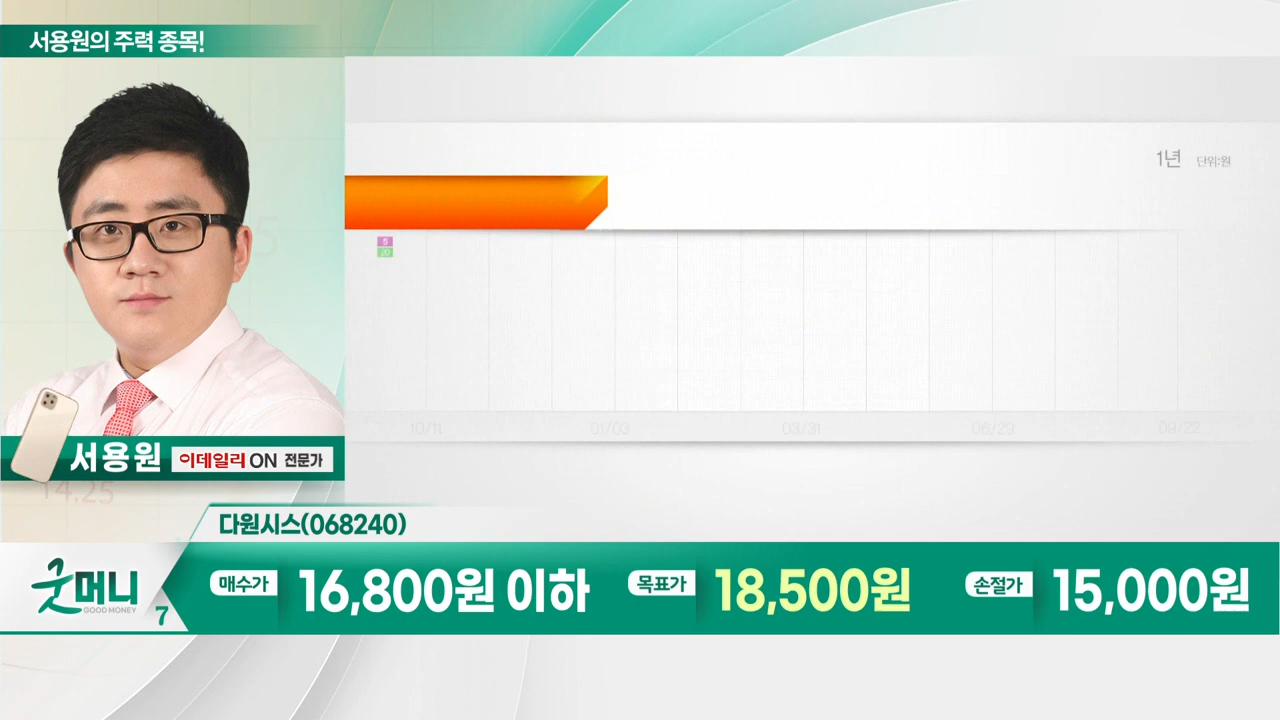 서용원의 주력 종목!
1년 단위:원
5
20
10/11 01/03 03/31 06/29 09/22
서용원 이데일리 ON 전문가
14.25
다원시스(068240)
굿머니 GOOD MONEY 7
매수가 16,800원 이하 목표가 18,500원 손절가 15,000원